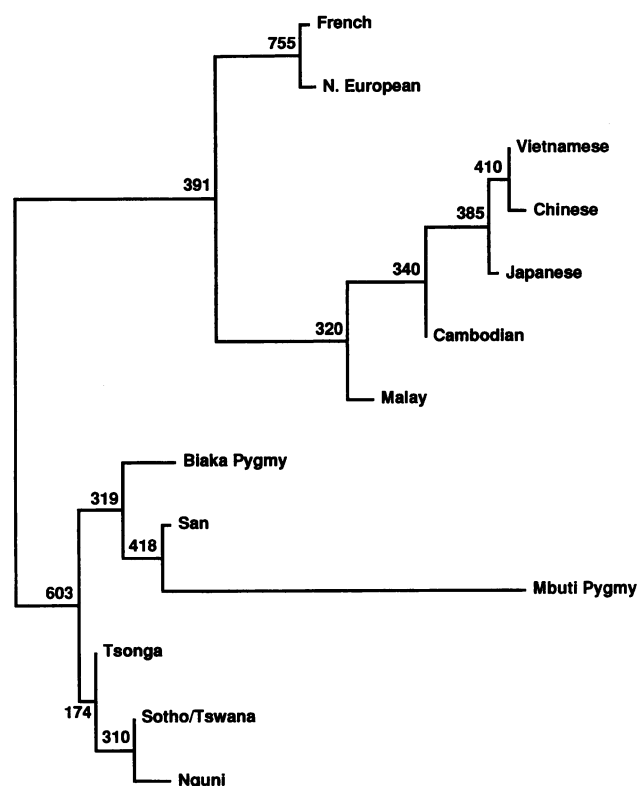 French
755
N. European
Vietnamese
410
Chinese
391
385
Japanese
340
320
Cambodian
Malay
Biaka Pygmy
319
San
418
603
Mbuti Pygmy
Tsonga
174
Sotho/Tswana
310
Nguni